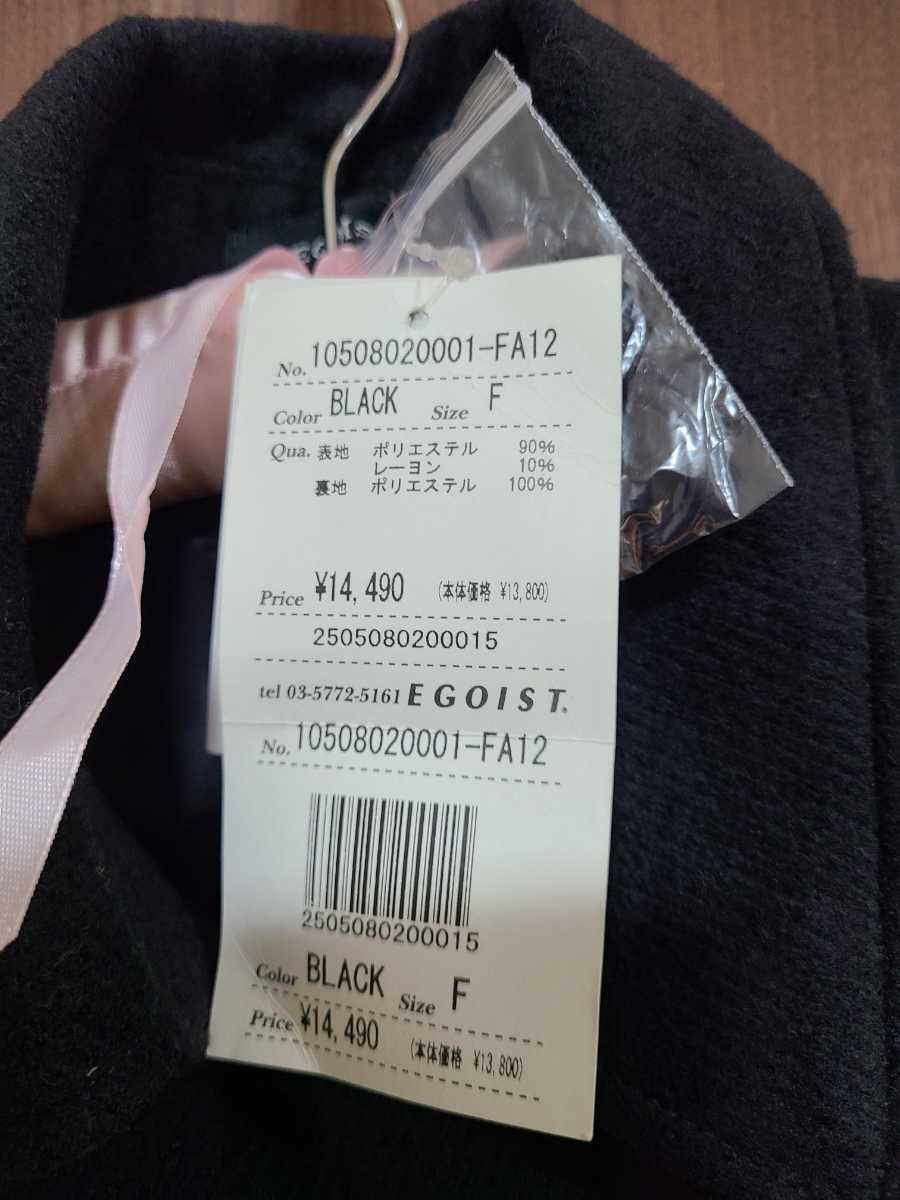 No. 10508020001-FA12
Color BLACK Size F
Qua. 表地 ポリエステル 90%
レーヨン 10%
裏地 ポリエステル 100%
Price ¥14,490 (本体価格 ¥13,800)
2505080200015
tel 03-5772-5161 EGOIST.
No. 10508020001-FA12
2505080200015
Color BLACK Size F
Price ¥14,490 (本体価格 ¥13,800)